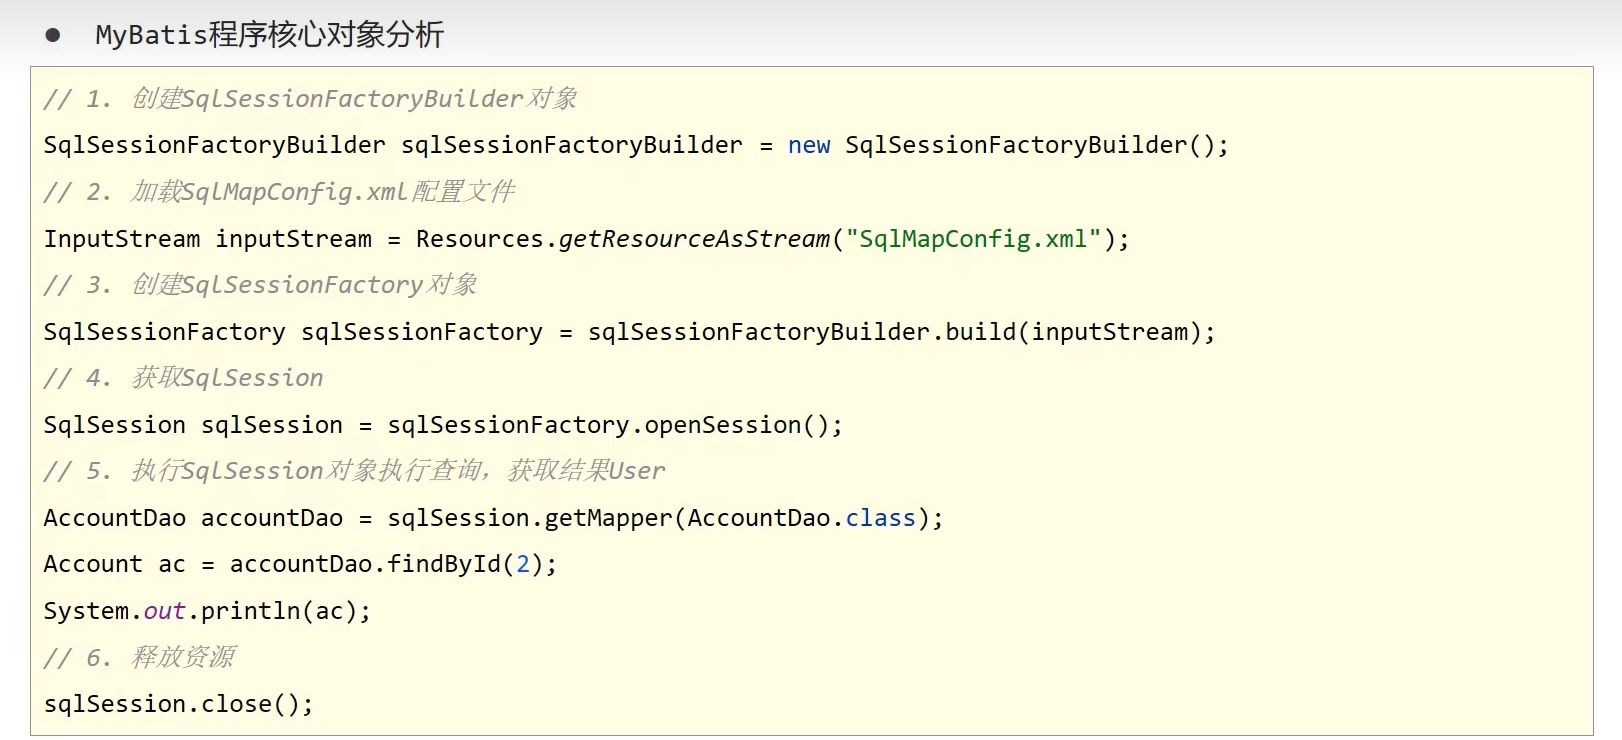 ● MyBatis程序核心对象分析
// 1. 创建SqlSessionFactoryBuilder对象
SqlSessionFactoryBuilder sqlSessionFactoryBuilder = new SqlSessionFactoryBuilder();
// 2. 加载SqlMapConfig.xml配置文件
InputStream inputStream = Resources.getResourceAsStream("SqlMapConfig.xml");
// 3. 创建SqlSessionFactory对象
SqlSessionFactory sqlSessionFactory = sqlSessionFactoryBuilder.build(inputStream);
// 4. 获取SqlSession
SqlSession sqlSession = sqlSessionFactory.openSession();
// 5. 执行SqlSession对象执行查询，获取结果User
AccountDao accountDao = sqlSession.getMapper(AccountDao.class);
Account ac = accountDao.findById(2);
System.out.println(ac);
// 6. 释放资源
sqlSession.close();